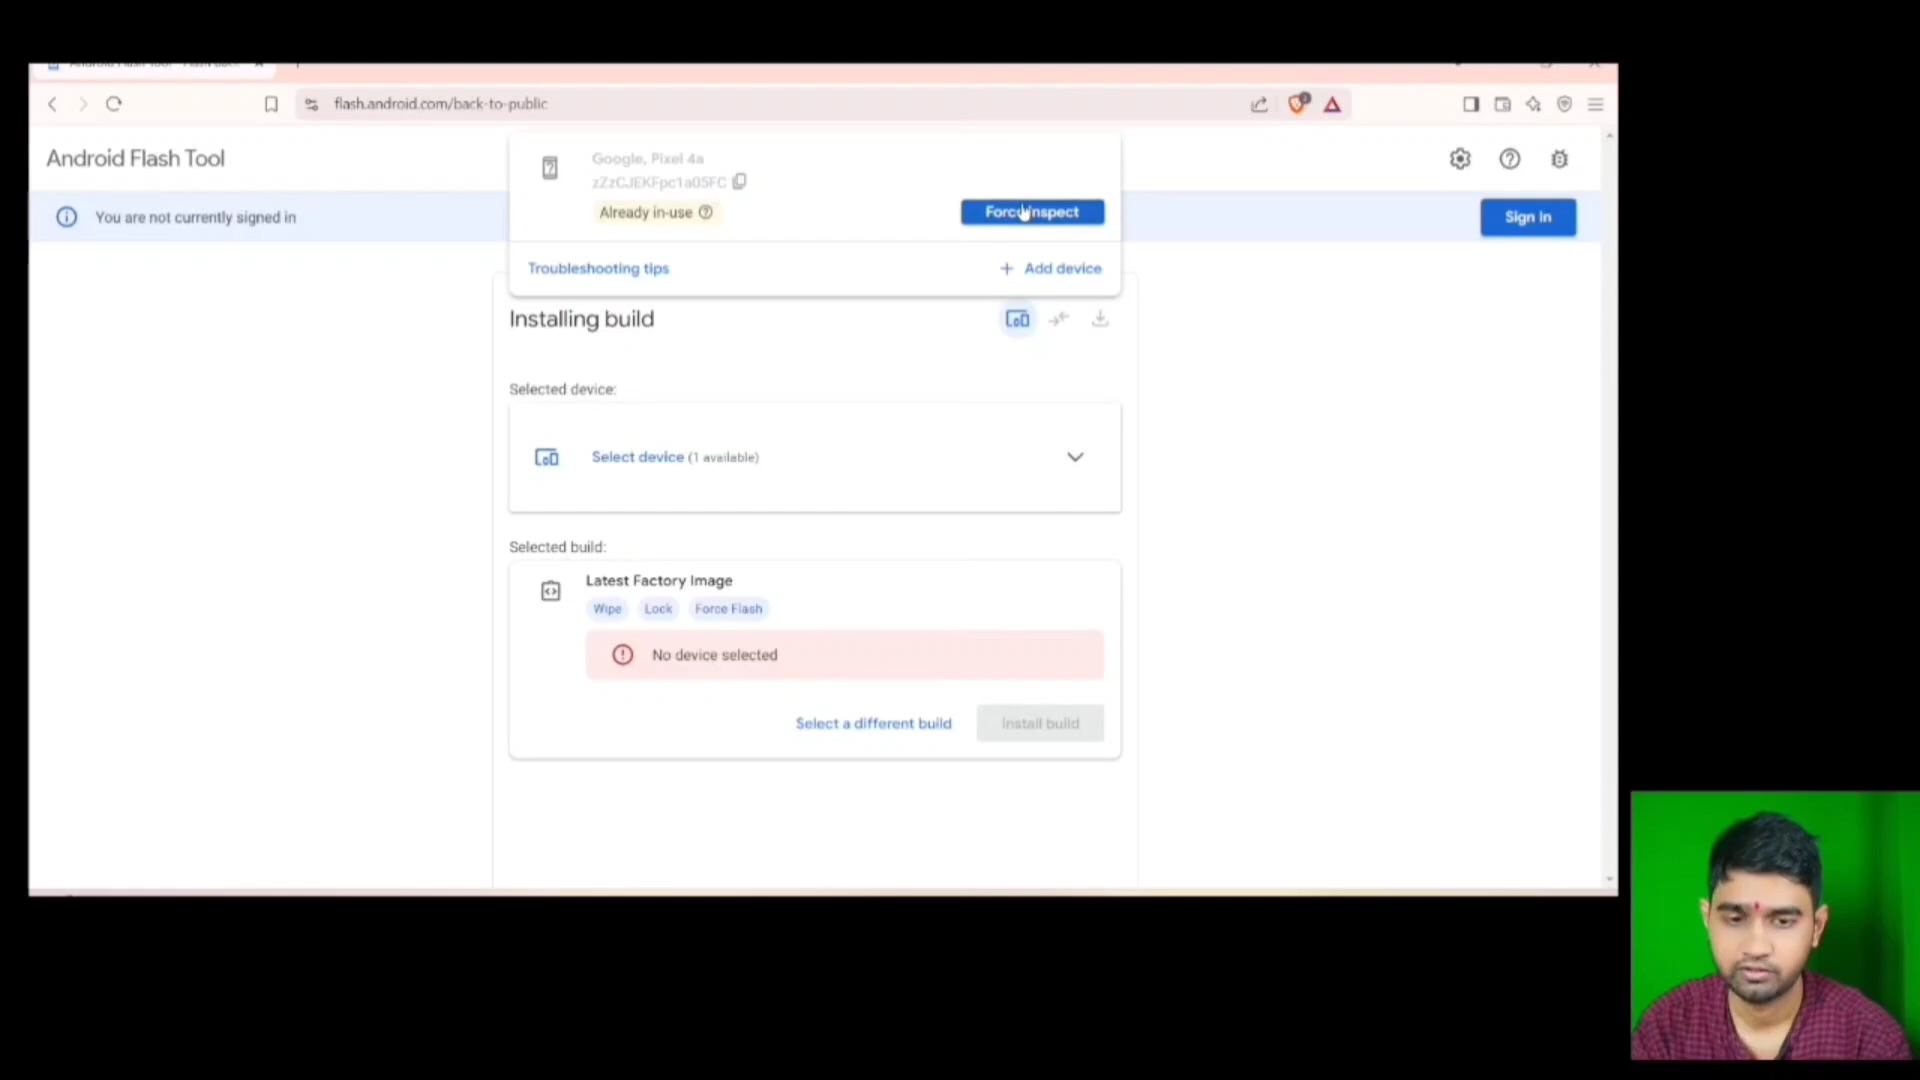 flash.android.com/back-to-public
Android Flash Tool
Google, Pixel 4a
zZzCJEKFpc1a05FC
Already in-use
Force inspect
You are not currently signed in
Sign in
Troubleshooting tips
+ Add device
Installing build
Selected device:
Select device (1 available)
Selected build:
Latest Factory Image
Wipe Lock Force Flash
No device selected
Select a different build
Install build